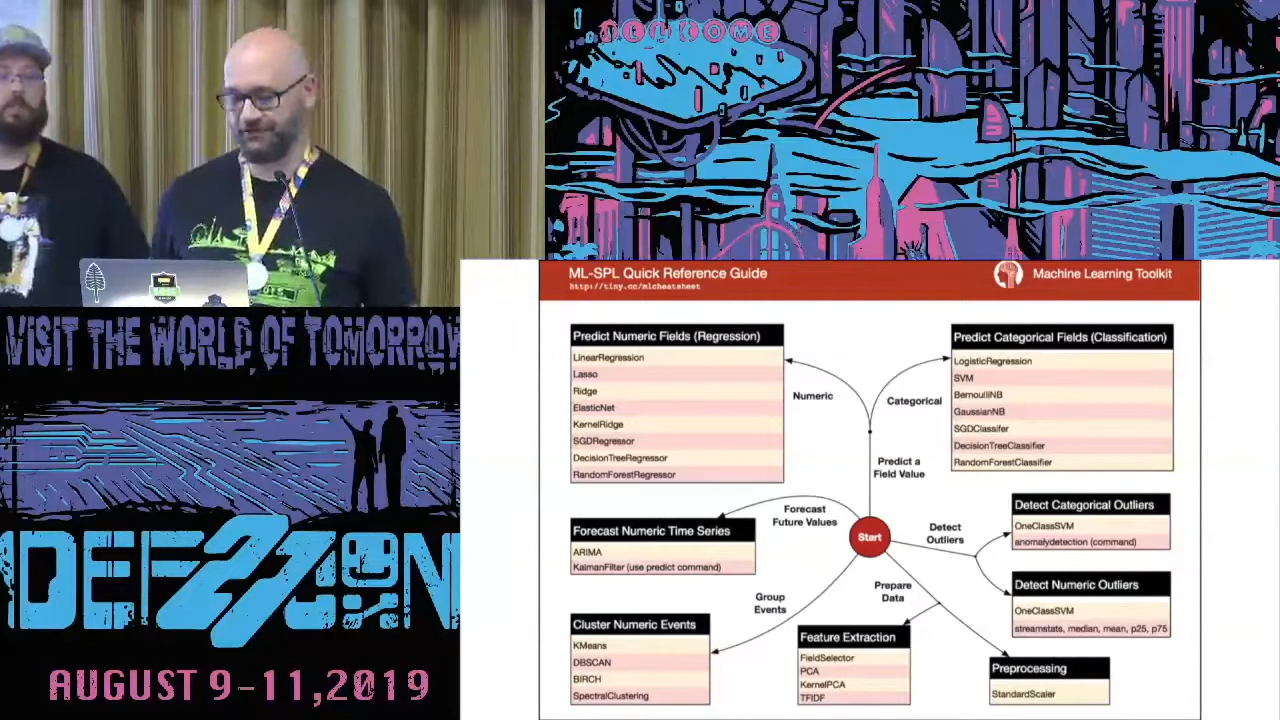 WELCOME
VISIT THE WORLD OF TOMORROW
DEFCON
AUGUST 9-11, 2019
ML-SPL Quick Reference Guide
http://tiny.cc/mlcheatsheet
Machine Learning Toolkit
Predict Numeric Fields (Regression)
LinearRegression
Lasso
Ridge
ElasticNet
KernelRidge
SGDRegressor
DecisionTreeRegressor
RandomForestRegressor
Numeric
Categorical
Predict a
Field Value
Predict Categorical Fields (Classification)
LogisticRegression
SVM
BernoulliNB
GaussianNB
SGDClassifer
DecisionTreeClassifier
RandomForestClassifier
Forecast
Future Values
Forecast Numeric Time Series
ARIMA
KalmanFilter (use predict command)
Start
Detect
Outliers
Detect Categorical Outliers
OneClassSVM
anomalydetection (command)
Detect Numeric Outliers
OneClassSVM
streamstats, median, mean, p25, p75
Group
Events
Cluster Numeric Events
KMeans
DBSCAN
BIRCH
SpectralClustering
Prepare
Data
Feature Extraction
FieldSelector
PCA
KernelPCA
TFIDF
Preprocessing
StandardScaler